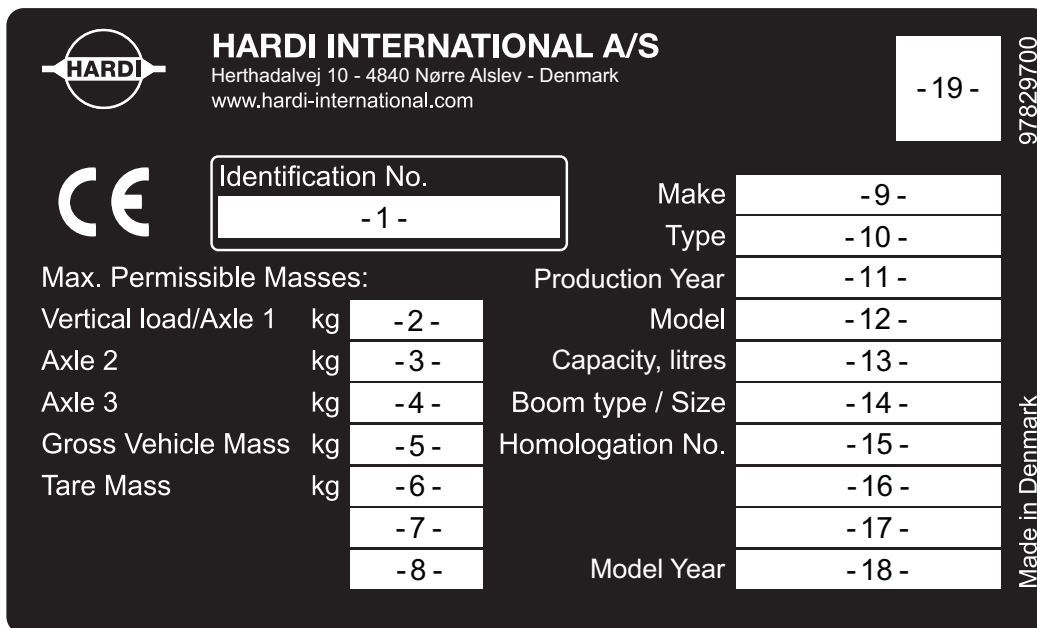 HARDI
HARDI INTERNATIONAL A/S
Herthadalvej 10 - 4840 Nørre Alslev - Denmark
www.hardi-international.com
-19-
97829700
CE
Identification No.
-1-
Max. Permissible Masses:
Vertical load/Axle 1 kg -2-
Axle 2 kg -3-
Axle 3 kg -4-
Gross Vehicle Mass kg -5-
Tare Mass kg -6-
-7-
-8-
Make -9-
Type -10-
Production Year -11-
Model -12-
Capacity, litres -13-
Boom type / Size -14-
Homologation No. -15-
-16-
-17-
Model Year -18-
Made in Denmark